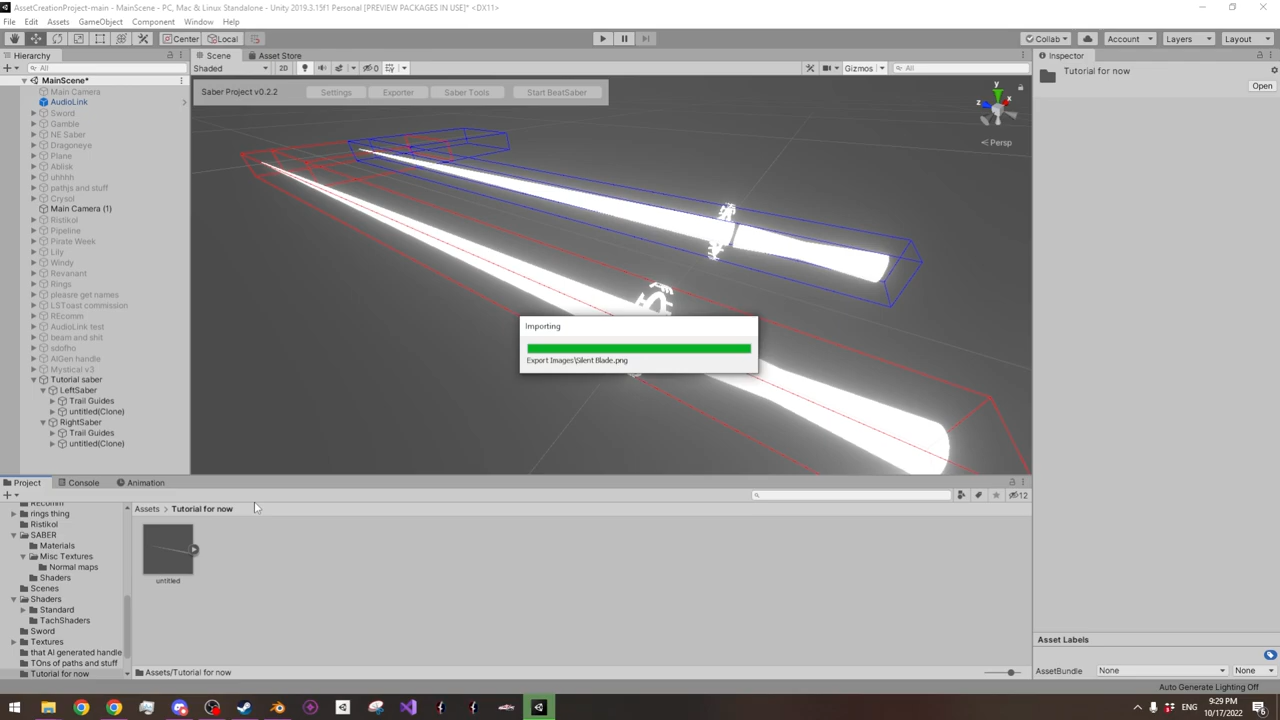 AssetCreationProject-main - MainScene - PC, Mac & Linux Standalone - Unity 2019.3.19f1 Personal [PREVIEW PACKAGES IN USE]* <DX11>
File Edit Assets GameObject Component Window Help
Center Local Collab Account Layers Layout
Hierarchy
All
MainScene*
Main Camera
AudioLink
Sword
Gamble
NE Saber
Dragoneye
Plane
Ablisk
uhhhh
pathjs and stuff
Crysol
Main Camera (1)
Ristikol
Pipeline
Pirate Week
Lily
Windy
Revanant
Rings
pleasre get names
LSToast commission
REcomm
AudioLink test
beam and shit
sdofho
AIGen handle
Mystical v3
Tutorial saber
LeftSaber
Trail Guides
untitled(Clone)
RightSaber
Trail Guides
untitled(Clone)
Scene Asset Store
Shaded 2D 0 Gizmos All
Saber Project v0.2.2 Settings Exporter Saber Tools Start BeatSaber
y
x
z
Persp
Importing
Export Images\Silent Blade.png
Inspector
Tutorial for now
Open
Project Console Animation
12
REcomm
rings thing
Ristikol
SABER
Materials
Misc Textures
Normal maps
Shaders
Scenes
Shaders
Standard
TachShaders
Sword
Textures
that AI generated handle
TOns of paths and stuff
Tutorial for now
Assets > Tutorial for now
untitled
Assets/Tutorial for now
Asset Labels
AssetBundle None None
Auto Generate Lighting Off
9:29 PM
10/17/2022
6